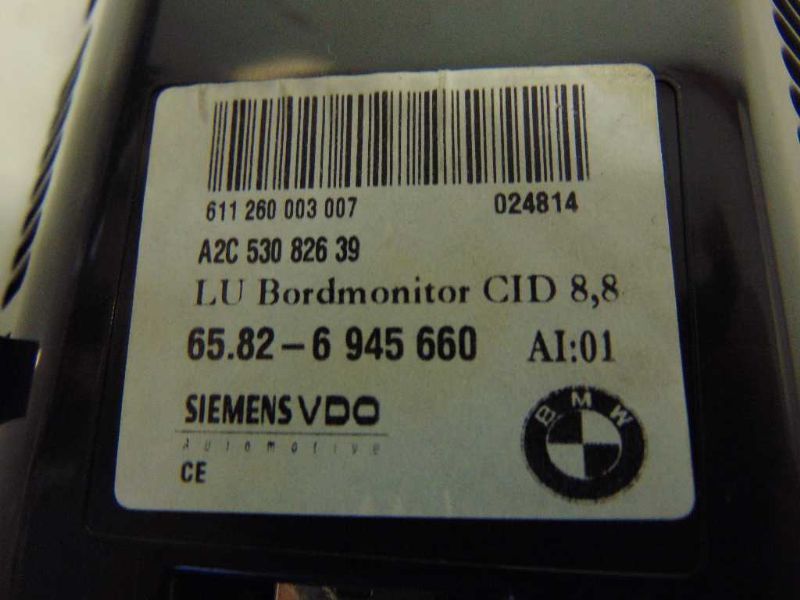 611 260 003 007 024814
A2C 530 826 39
LU Bordmonitor CID 8,8
65.82-6 945 660 AI:01
SIEMENS VDO
Automotive
CE
BMW